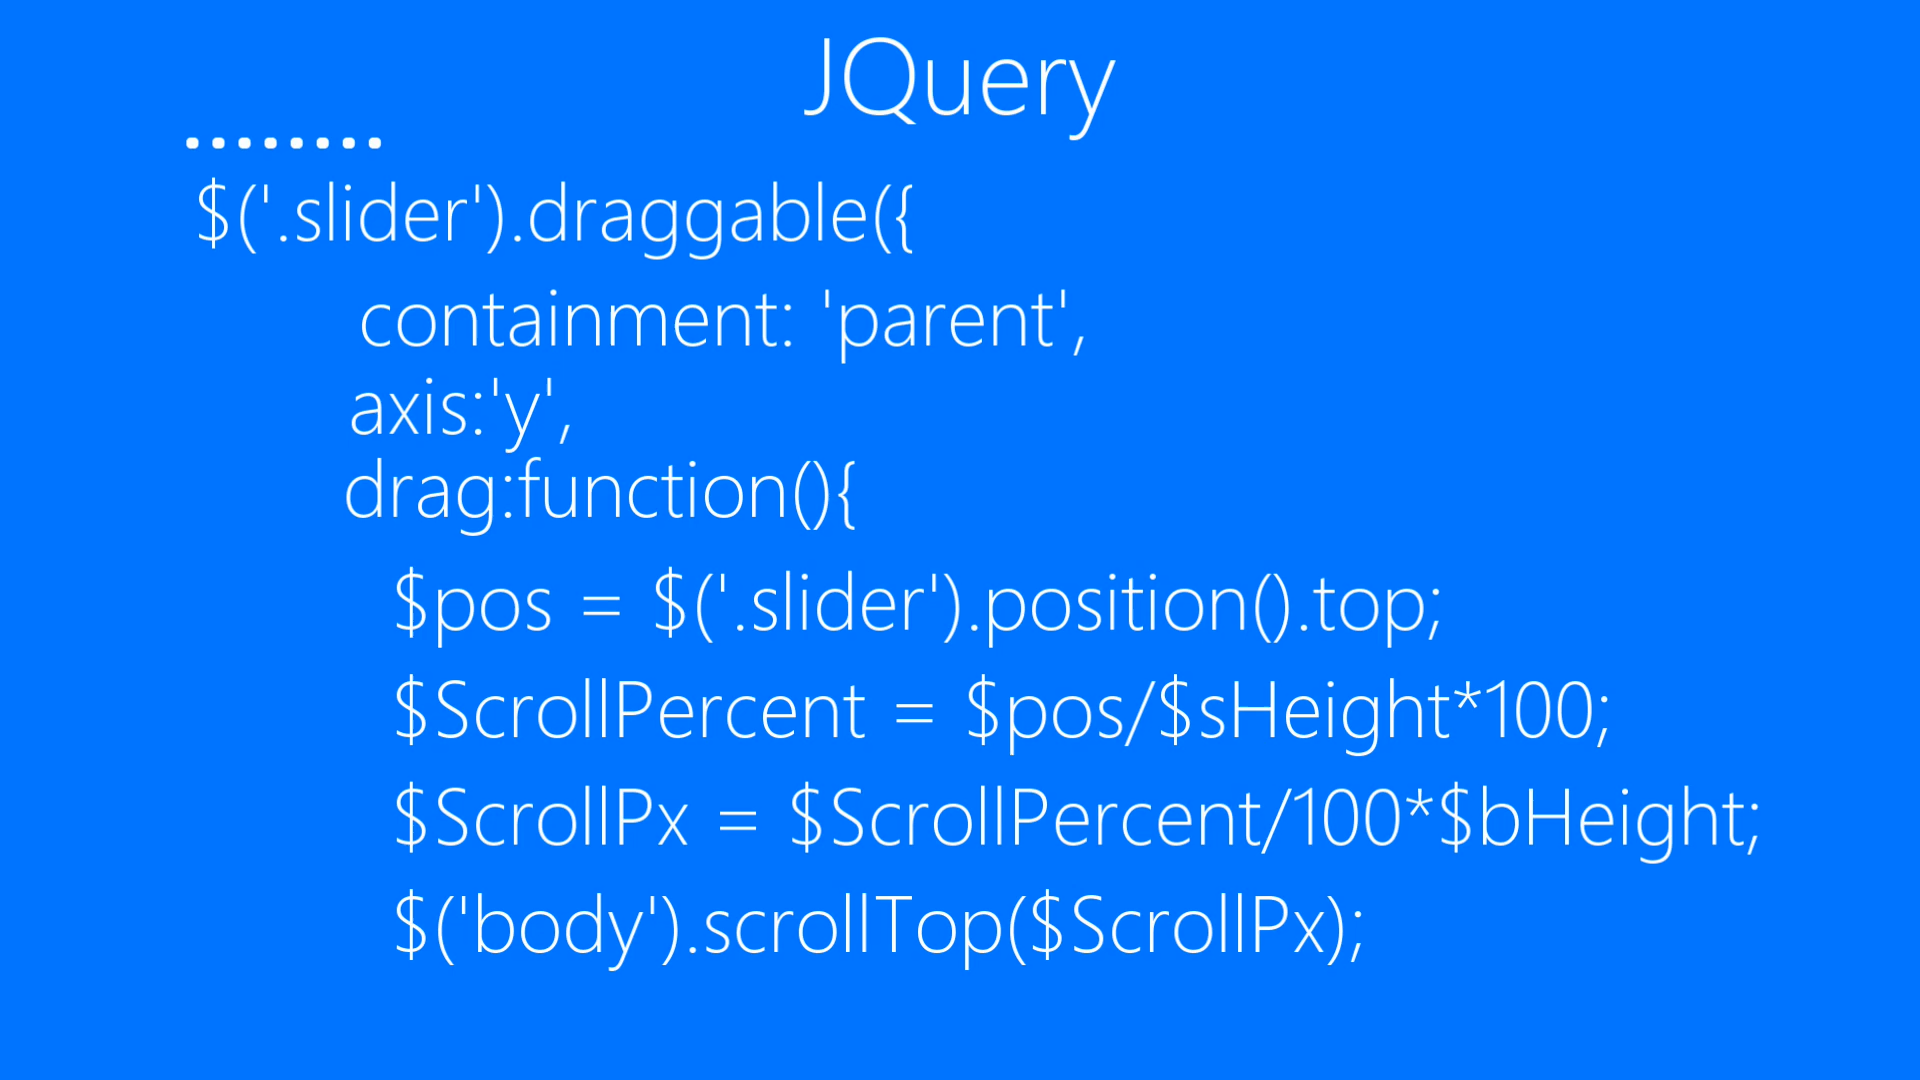 JQuery
........
$('.slider').draggable({
containment: 'parent',
axis:'y',
drag:function(){
$pos = $('.slider').position().top;
$ScrollPercent = $pos/$sHeight*100;
$ScrollPx = $ScrollPercent/100*$bHeight;
$('body').scrollTop($ScrollPx);